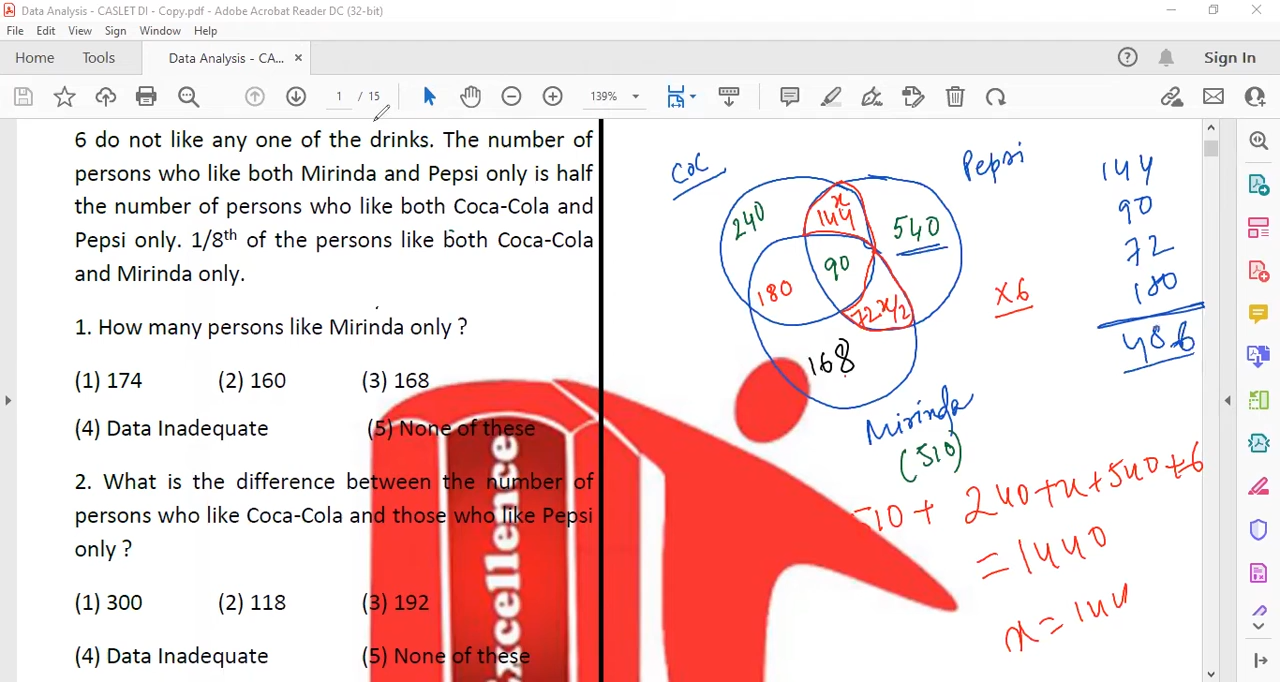 Data Analysis - CASLET DI - Copy.pdf - Adobe Acrobat Reader DC (32-bit)
File Edit View Sign Window Help
Home Tools Data Analysis - CA... × Sign In
1 / 15 139%
6 do not like any one of the drinks. The number of
persons who like both Mirinda and Pepsi only is half
the number of persons who like both Coca-Cola and
Pepsi only. 1/8th of the persons like both Coca-Cola
and Mirinda only.
1. How many persons like Mirinda only ?
(1) 174 (2) 160 (3) 168
(4) Data Inadequate (5) None of these
2. What is the difference between the number of
persons who like Coca-Cola and those who like Pepsi
only ?
(1) 300 (2) 118 (3) 192
(4) Data Inadequate (5) None of these
Excellence
Coc
Pepsi
240
x
144
540
90
180
72 x/2
168
×6
Mirinda
(510)
144
90
72
180
486
510 + 240+x+540+6
=1440
x=144